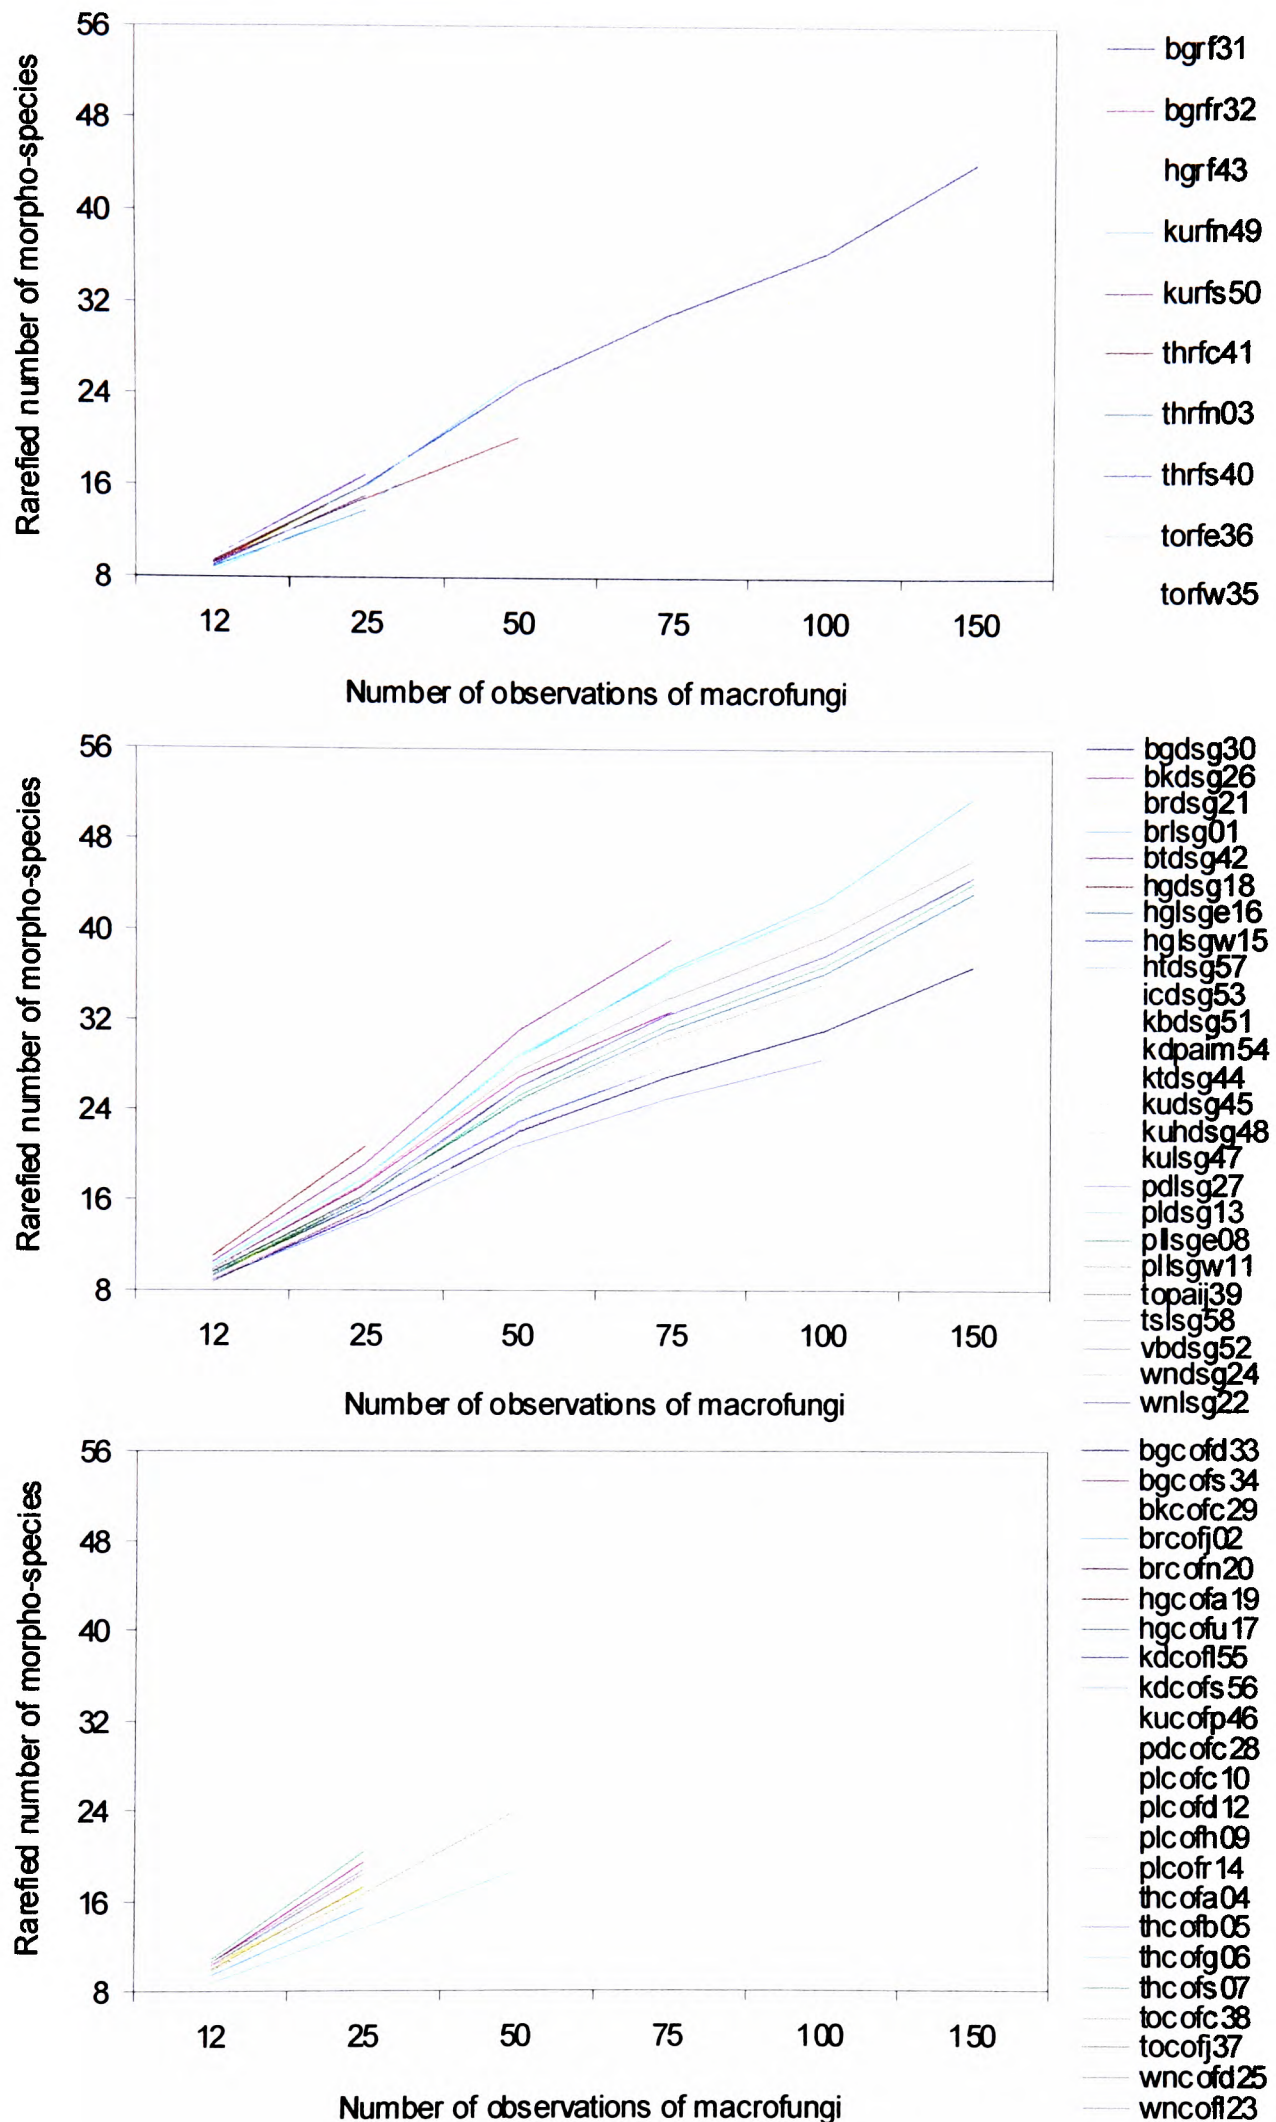 Rarefied number of morpho-species
56
48
40
32
24
16
8
12 25 50 75 100 150
Number of observations of macrofungi
bgrf31
bgrfr32
hgrf43
kurfn49
kurfs50
thrfc41
thrfn03
thrfs40
torfe36
torfw35
Rarefied number of morpho-species
56
48
40
32
24
16
8
12 25 50 75 100 150
Number of observations of macrofungi
bgdsg30
bkdsg26
brdsg21
brlsg01
btdsg42
hgdsg18
hglsge16
hglsgw15
htdsg57
icdsg53
kbdsg51
kdpaim54
ktdsg44
kudsg45
kuhdsg48
kulsg47
pdlsg27
pldsg13
pllsge08
pllsgw11
topaij39
tslsg58
vbdsg52
wndsg24
wnlsg22
Rarefied number of morpho-species
56
48
40
32
24
16
8
12 25 50 75 100 150
Number of observations of macrofungi
bgcofd33
bgcofs34
bkcofc29
brcofj02
brcofn20
hgcofa19
hgcofu17
kdcofl55
kdcofs56
kucofp46
pdcofc28
plcofc10
plcofd12
plcofh09
plcofr14
thcofa04
thcofb05
thcofg06
thcofs07
tocofc38
tocofj37
wncofd25
wncofl23